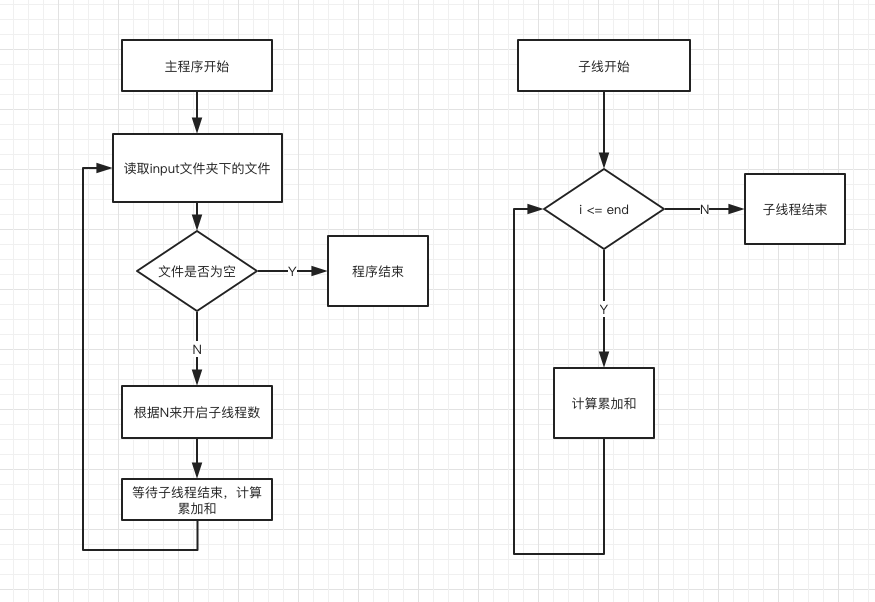 主程序开始
读取input文件夹下的文件
文件是否为空
Y
程序结束
N
根据N来开启子线程数
等待子线程结束，计算
累加和
子线开始
i <= end
N
子线程结束
Y
计算累加和